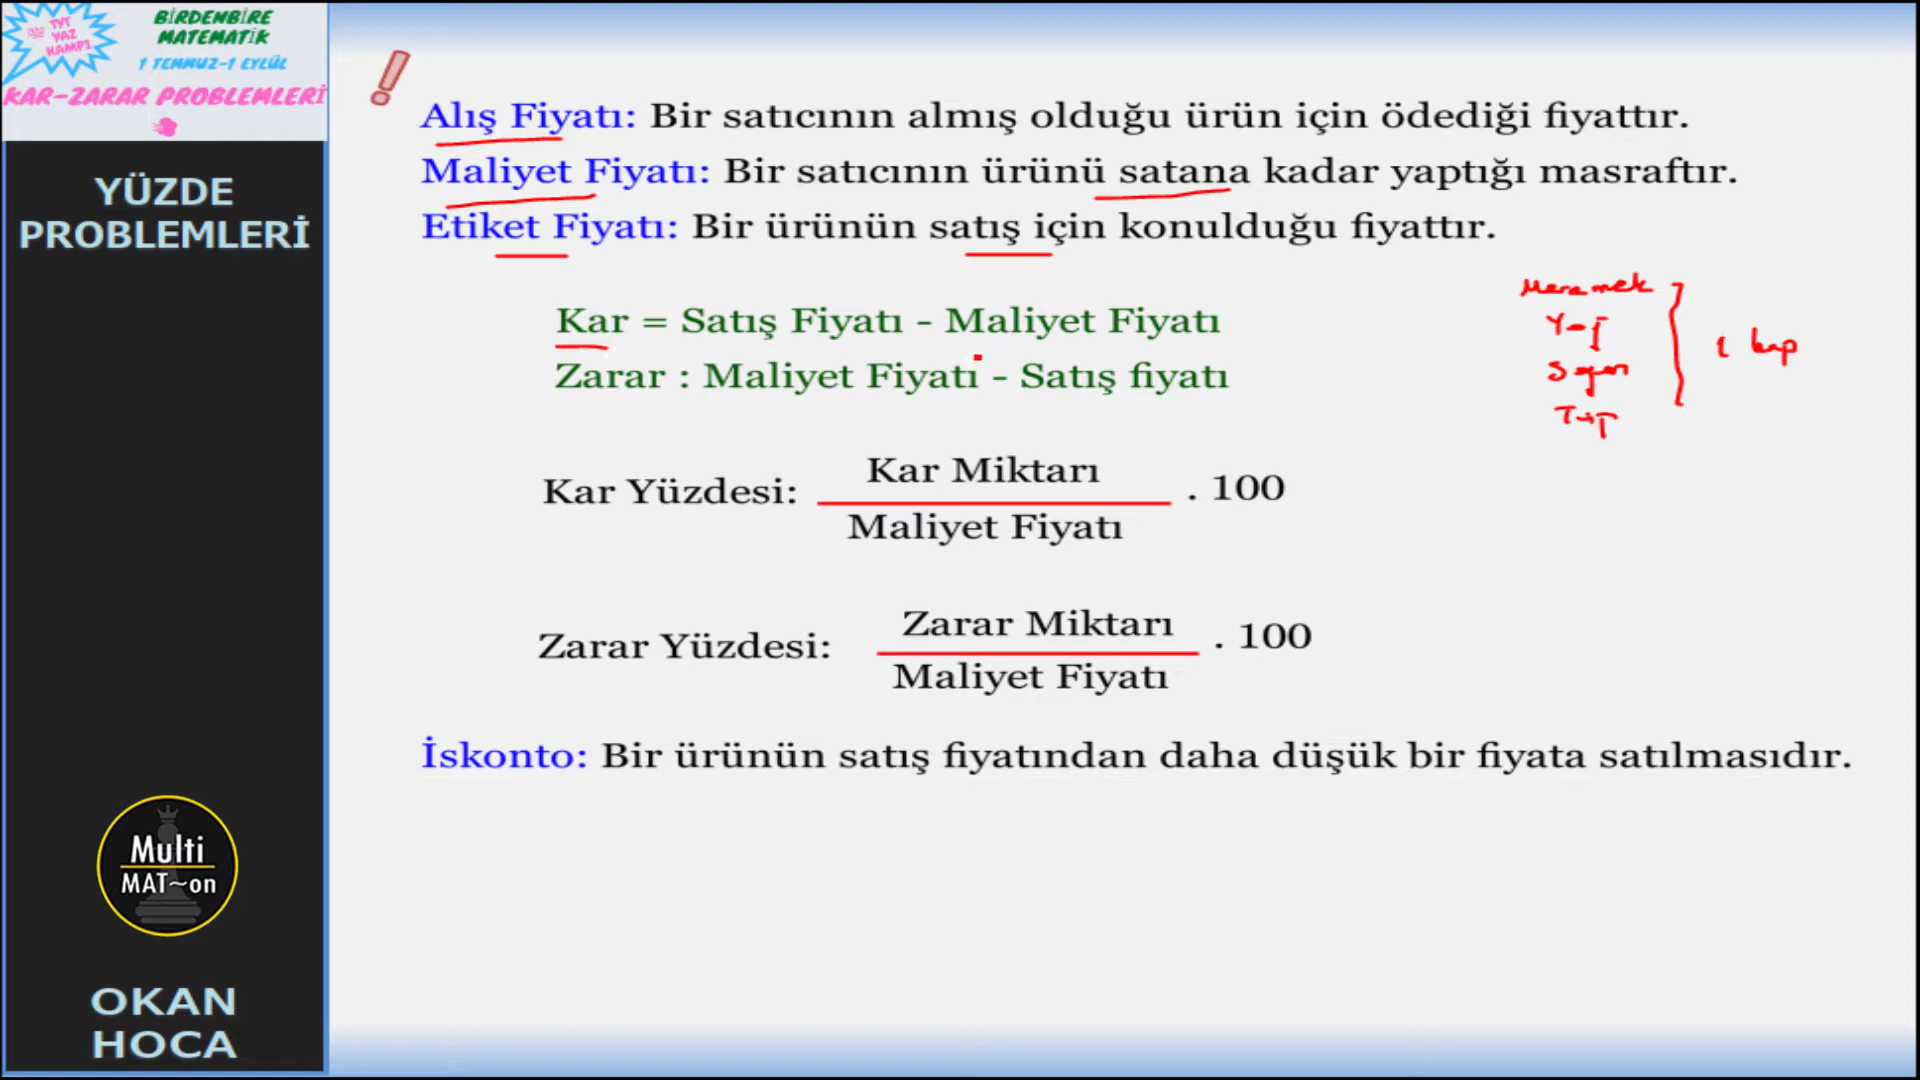 TYT
YAZ
KAMPI
BİRDENBİRE
MATEMATİK
1 TEMMUZ-1 EYLÜL
KAR-ZARAR PROBLEMLERİ
YÜZDE
PROBLEMLERİ
!
Alış Fiyatı: Bir satıcının almış olduğu ürün için ödediği fiyattır.
Maliyet Fiyatı: Bir satıcının ürünü satana kadar yaptığı masraftır.
Etiket Fiyatı: Bir ürünün satış için konulduğu fiyattır.
Kar = Satış Fiyatı - Maliyet Fiyatı
Zarar : Maliyet Fiyatı - Satış fiyatı
Kar Yüzdesi: Kar Miktarı . 100
Maliyet Fiyatı
Zarar Yüzdesi: Zarar Miktarı . 100
Maliyet Fiyatı
İskonto: Bir ürünün satış fiyatından daha düşük bir fiyata satılmasıdır.
Multi
MAT~on
OKAN
HOCA